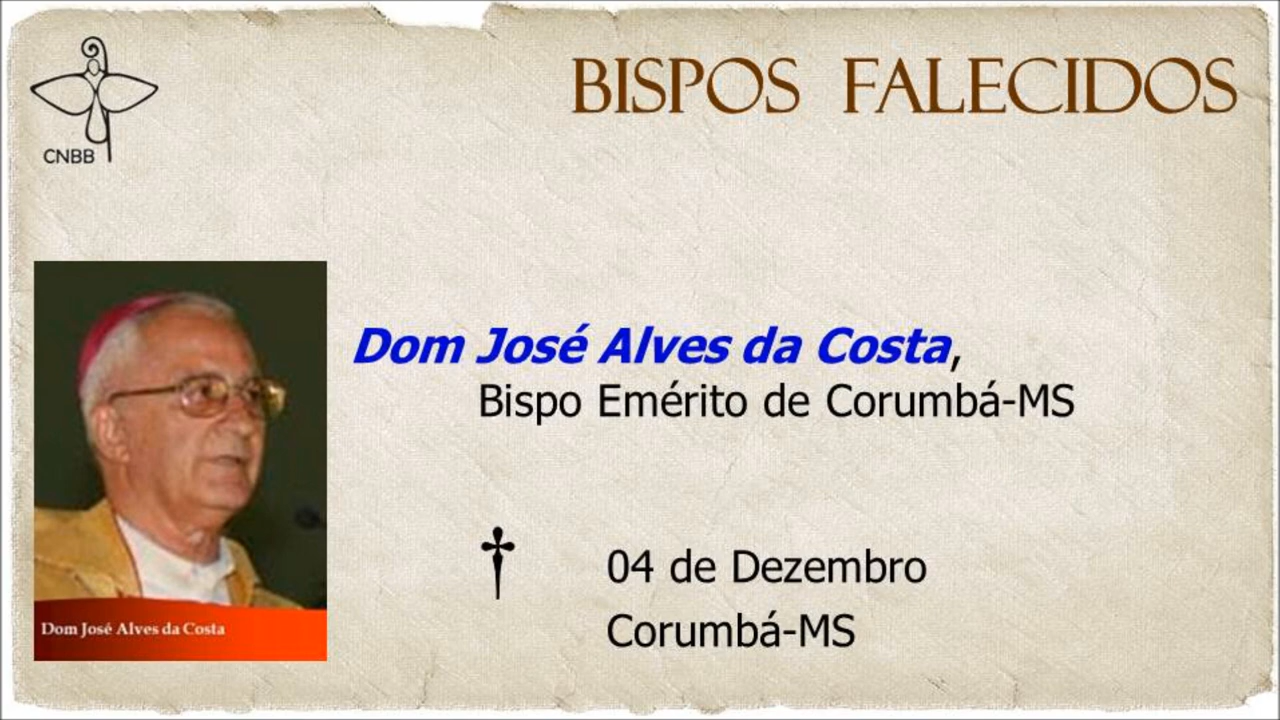 CNBB
BISPOS FALECIDOS
Dom José Alves da Costa,
Bispo Emérito de Corumbá-MS
† 04 de Dezembro
Corumbá-MS
Dom José Alves da Costa